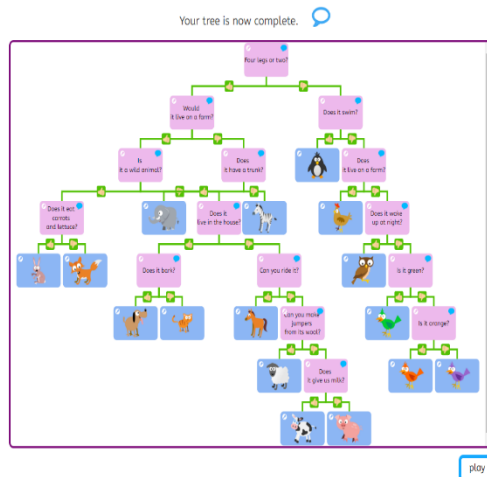 Your tree is now complete.
Four legs or two?
Would
it live on a farm?
Does it swim?
Is
it a wild animal?
Does
it have a trunk?
Does
it live on a farm?
Does it eat
carrots
and lettuce?
Does it
live in the house?
Does it wake
up at night?
Does it bark?
Can you ride it?
Is it green?
Can you make
jumpers
from its wool?
Is it orange?
Does
it give us milk?
play